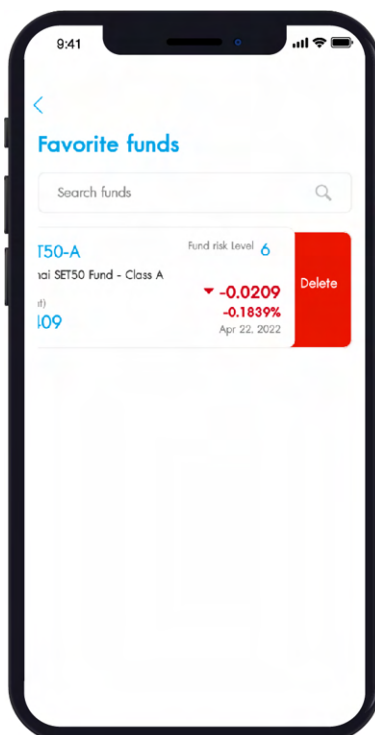 9:41
Favorite funds
Search funds
T50-A
Fund risk Level 6
nai SET50 Fund - Class A
-0.0209
409
-0.1839%
Apr 22, 2022
Delete